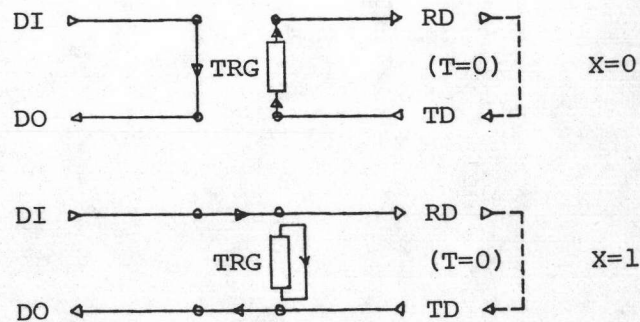 DI RD
TRG (T=0) X=0
DO TD
DI RD
TRG (T=0) X=1
DO TD